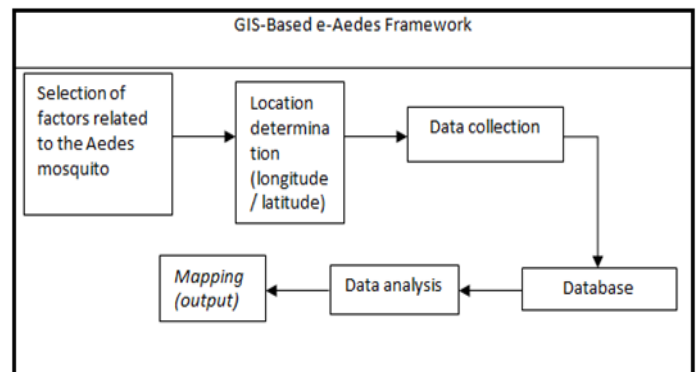 GIS-Based e-Aedes Framework
Selection of
factors related
to the Aedes
mosquito
Location
determina
tion
(longitude
/ latitude)
Data collection
Database
Data analysis
Mapping
(output)